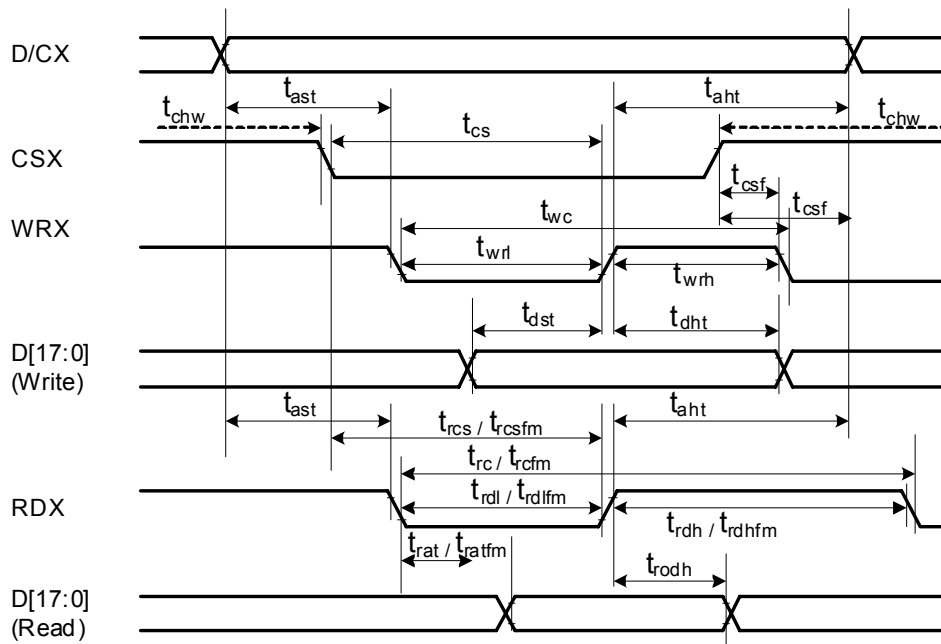 D/CX
t_ast
t_aht
t_chw
t_chw
t_cs
CSX
t_csf
t_csf
WRX
t_wc
t_wrl
t_wrh
t_dst
t_dht
D[17:0]
(Write)
t_ast
t_aht
t_rcs / t_rcsfm
t_rc / t_rcfm
t_rdl / t_rdlfm
RDX
t_rdh / t_rdhfm
t_rat / t_ratfm
t_rodh
D[17:0]
(Read)